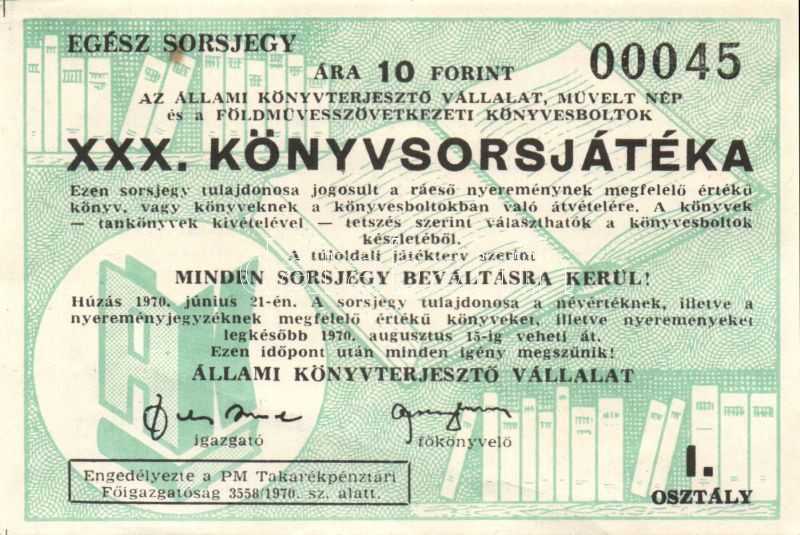 EGÉSZ SORSJEGY
00045
ÁRA 10 FORINT
AZ ÁLLAMI KÖNYVTERJESZTŐ VÁLLALAT, MŰVELT NÉP
és a FÖLDMŰVESSZÖVETKEZETI KÖNYVESBOLTOK
XXX. KÖNYVSORSJÁTÉKA
Ezen sorsjegy tulajdonosa jogosult a ráeső nyereménynek megfelelő értékű
könyv, vagy könyveknek a könyvesboltokban való átvételére. A könyvek
— tankönyvek kivételével — tetszés szerint választhatók a könyvesboltok
készletéből.
A túloldali játékterv szerint
MINDEN SORSJEGY BEVÁLTÁSRA KERÜL!
Húzás 1970. június 21-én. A sorsjegy tulajdonosa a névértéknek, illetve a
nyereményjegyzéknek megfelelő értékű könyveket, illetve nyereményeket
legkésőbb 1970. augusztus 15-ig veheti át.
Ezen időpont után minden igény megszűnik!
ÁLLAMI KÖNYVTERJESZTŐ VÁLLALAT
igazgató
főkönyvelő
Engedélyezte a PM Takarékpénztári
Főigazgatóság 3558/1970. sz. alatt.
I.
OSZTÁLY